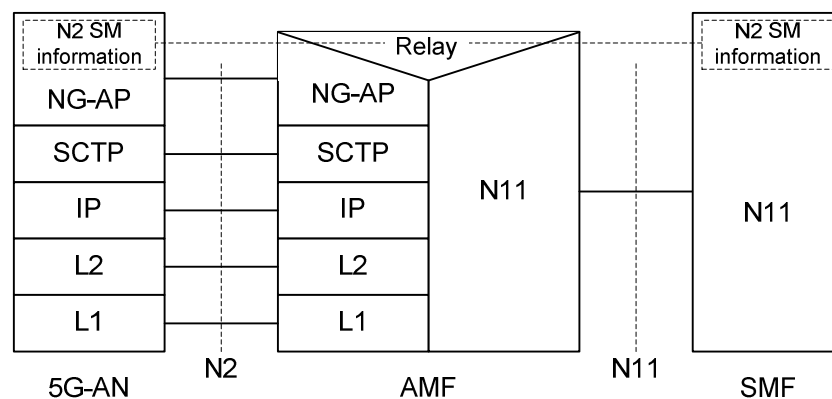 N2 SM
information
Relay
N2 SM
information
NG-AP
NG-AP
SCTP
SCTP
N11
N11
IP
IP
L2
L2
L1
L1
N2
N11
5G-AN
AMF
SMF